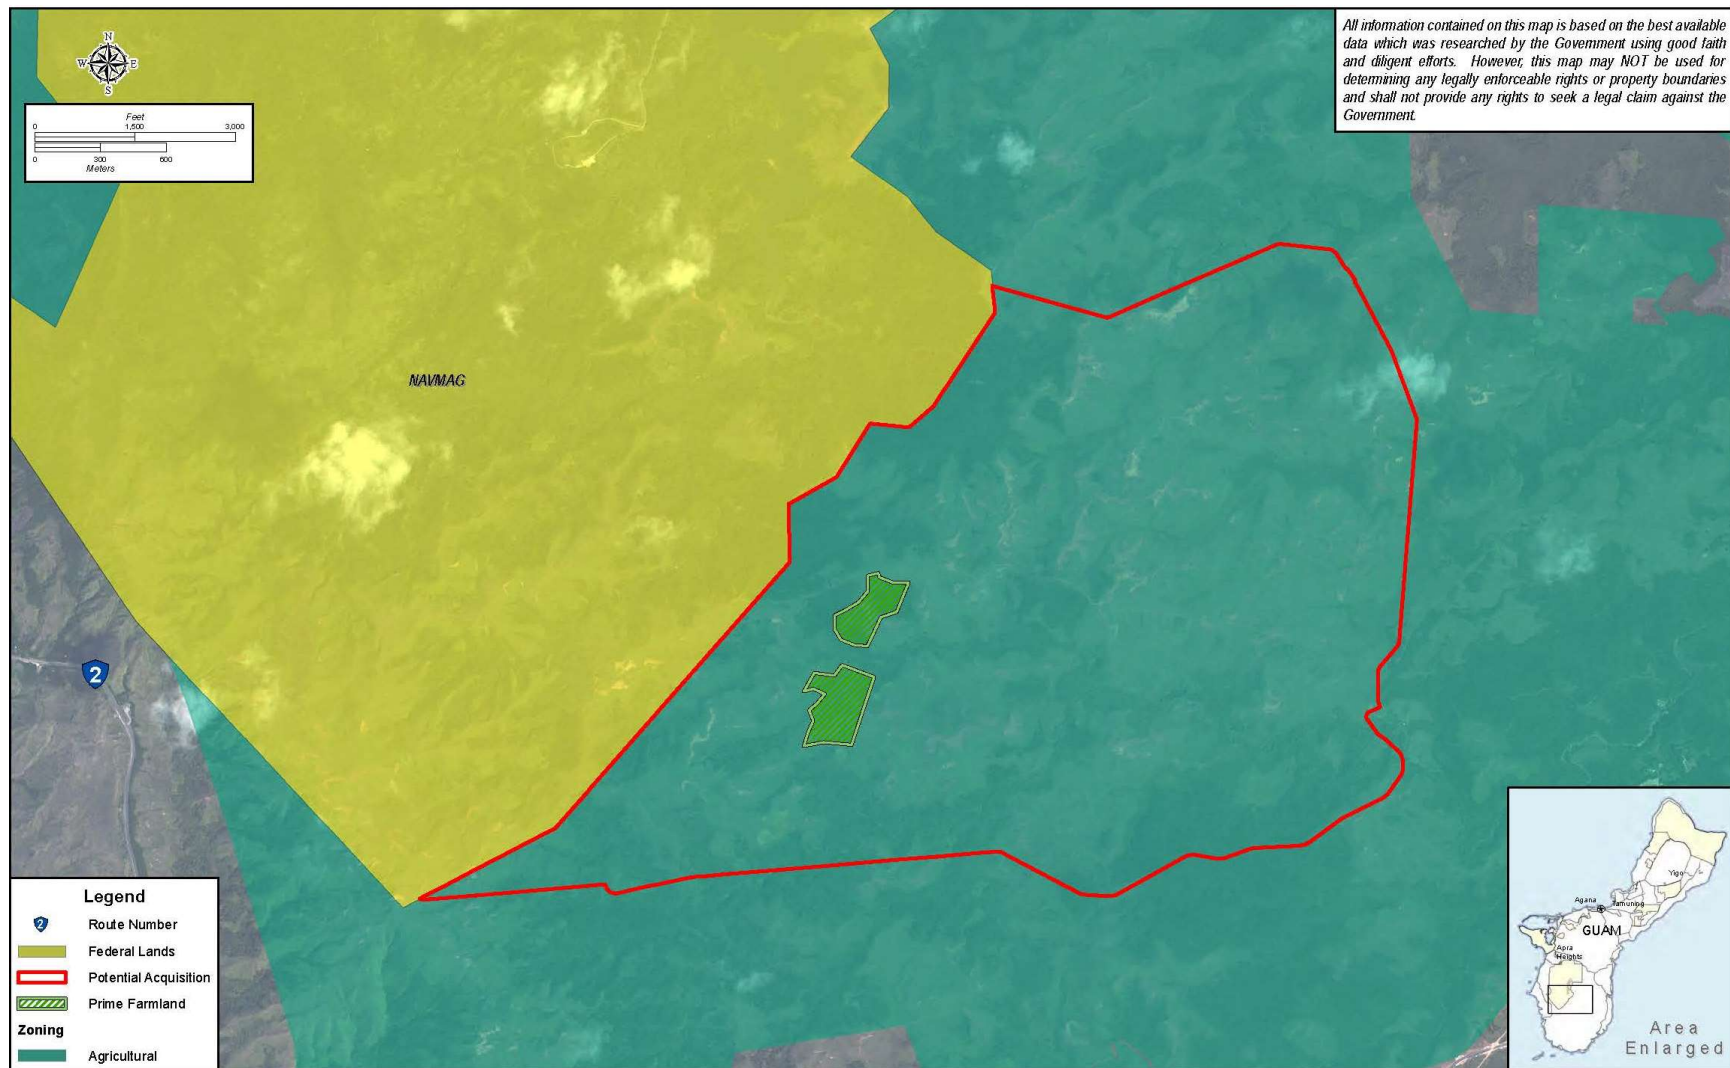 All information contained on this map is based on the best available
data which was researched by the Government using good faith
and diligent efforts. However, this map may NOT be used for
determining any legally enforceable rights or property boundaries
and shall not provide any rights to seek a legal claim against the
Government.
N
W E
S
Feet
0 1,500 3,000
0 300 600
Meters
NAVMAG
2
Legend
2 Route Number
Federal Lands
Potential Acquisition
Prime Farmland
Zoning
Agricultural
Yigo
Agana Tamuning
GUAM
Apra
Heights
Area
Enlarged